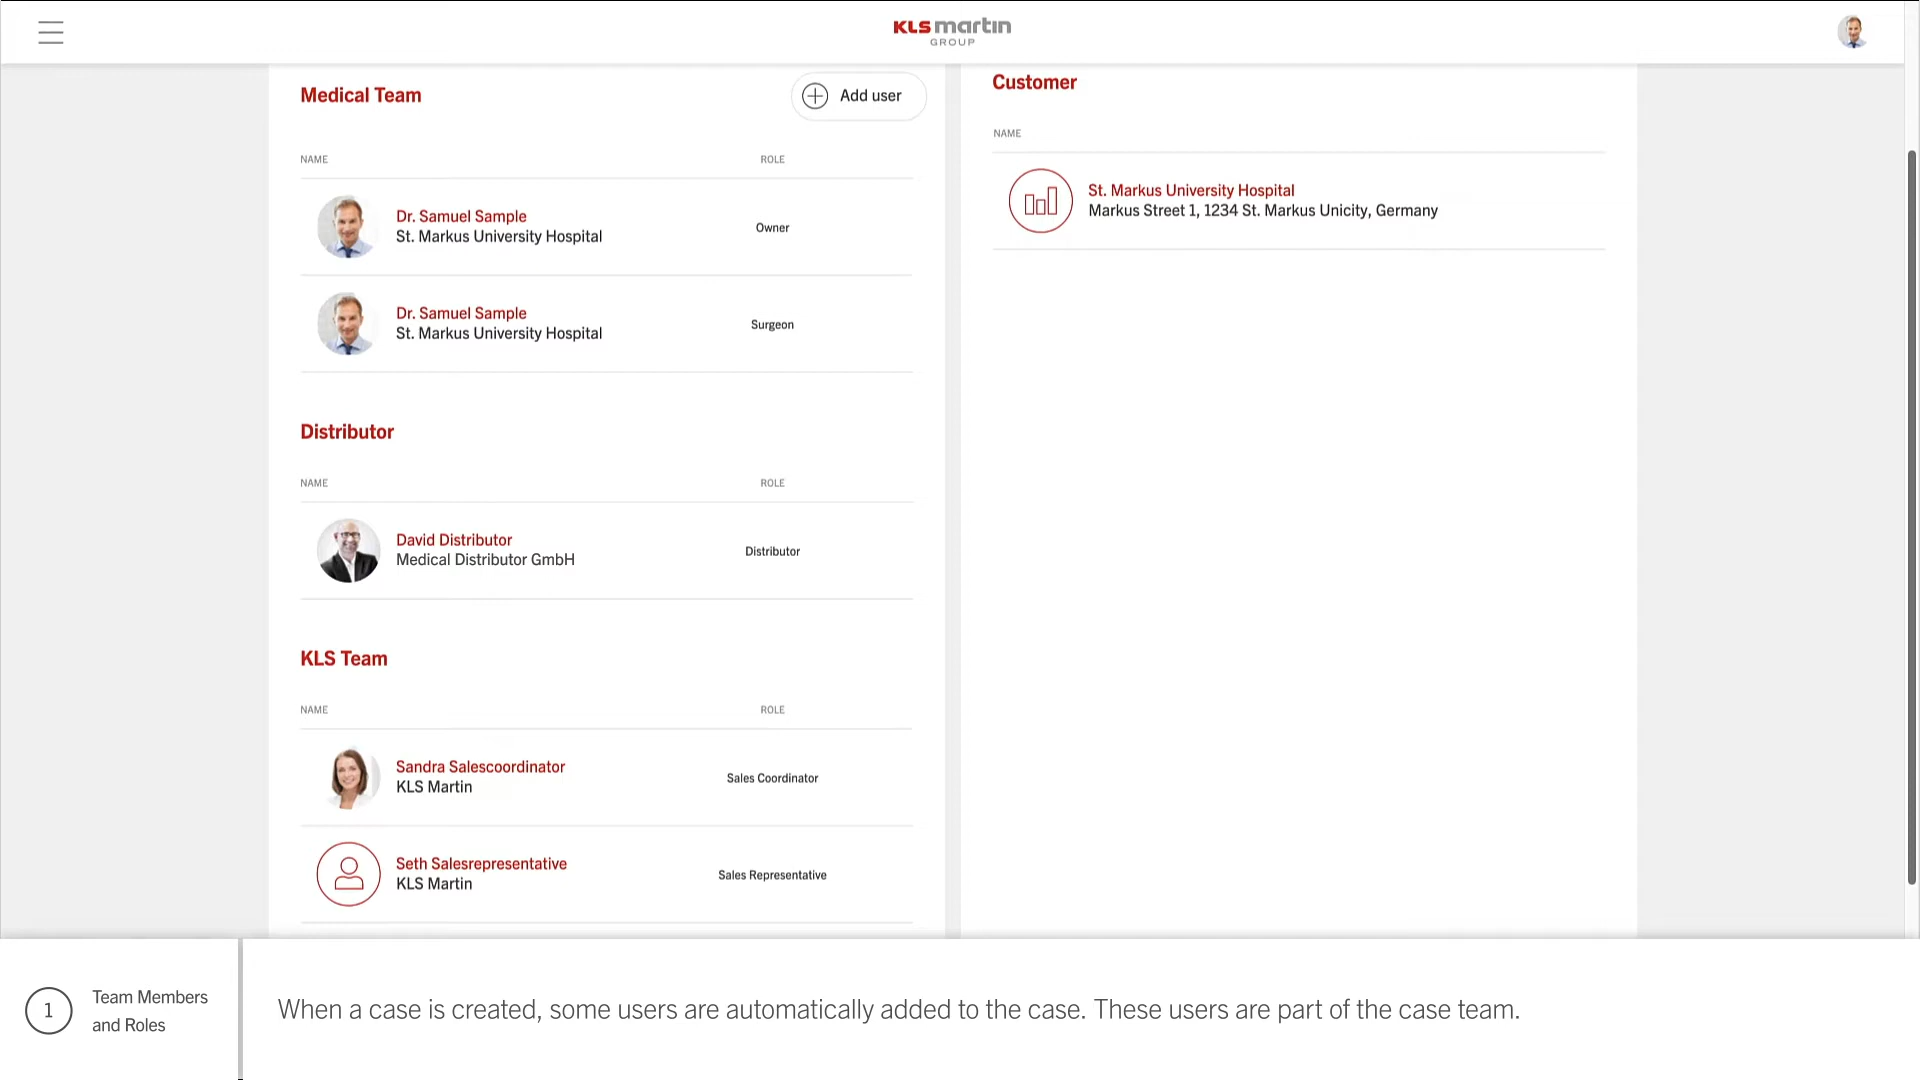 KLS martin
GROUP
Medical Team
Add user
NAME
ROLE
Dr. Samuel Sample
St. Markus University Hospital
Owner
Dr. Samuel Sample
St. Markus University Hospital
Surgeon
Distributor
NAME
ROLE
David Distributor
Medical Distributor GmbH
Distributor
KLS Team
NAME
ROLE
Sandra Salescoordinator
KLS Martin
Sales Coordinator
Seth Salesrepresentative
KLS Martin
Sales Representative
Customer
NAME
St. Markus University Hospital
Markus Street 1, 1234 St. Markus Unicity, Germany
1
Team Members
and Roles
When a case is created, some users are automatically added to the case. These users are part of the case team.